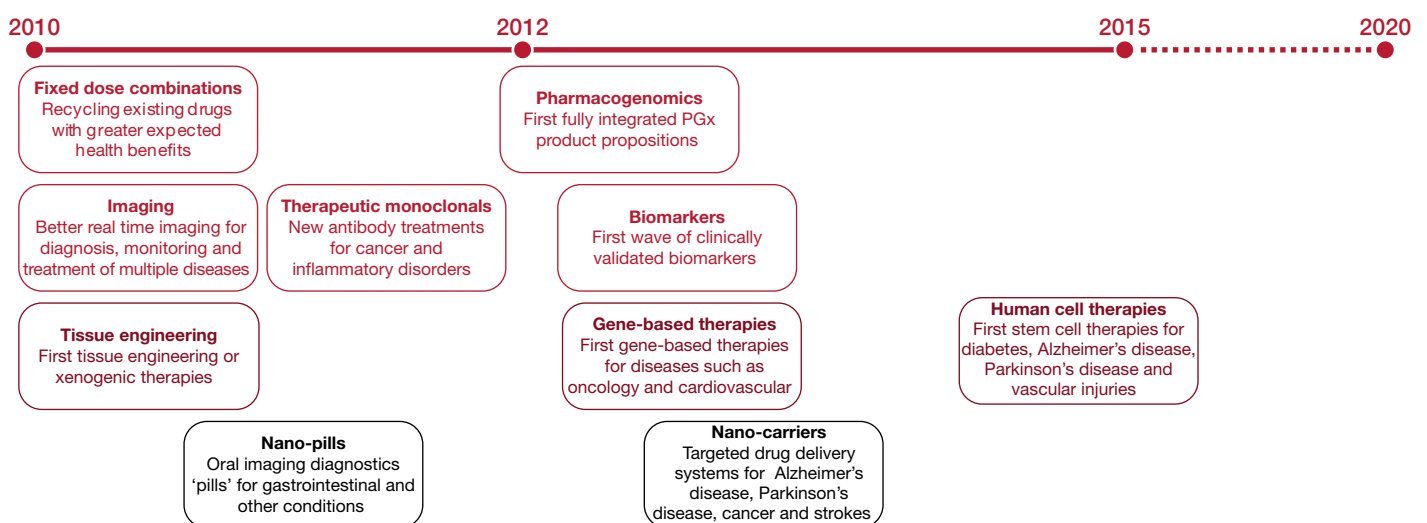 2010
2012
2015
2020
Fixed dose combinations
Recycling existing drugs
with greater expected
health benefits
Pharmacogenomics
First fully integrated PGx
product propositions
Imaging
Better real time imaging for
diagnosis, monitoring and
treatment of multiple diseases
Therapeutic monoclonals
New antibody treatments
for cancer and
inflammatory disorders
Biomarkers
First wave of clinically
validated biomarkers
Tissue engineering
First tissue engineering or
xenogenic therapies
Gene-based therapies
First gene-based therapies
for diseases such as
oncology and cardiovascular
Human cell therapies
First stem cell therapies for
diabetes, Alzheimer's disease,
Parkinson's disease and
vascular injuries
Nano-pills
Oral imaging diagnostics
‘pills’ for gastrointestinal and
other conditions
Nano-carriers
Targeted drug delivery
systems for Alzheimer's
disease, Parkinson's
disease, cancer and strokes